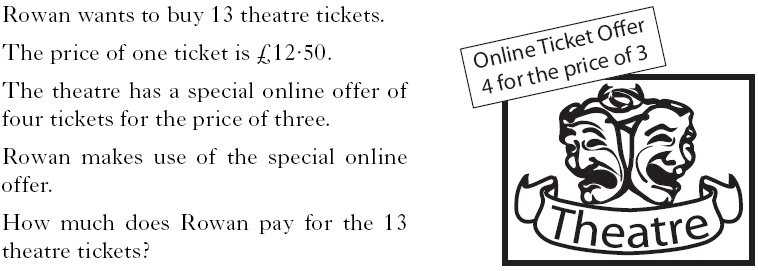 Rowan wants to buy 13 theatre tickets.
The price of one ticket is £12·50.
The theatre has a special online offer of
four tickets for the price of three.
Rowan makes use of the special online
offer.
How much does Rowan pay for the 13
theatre tickets?
Online Ticket Offer
4 for the price of 3
Theatre